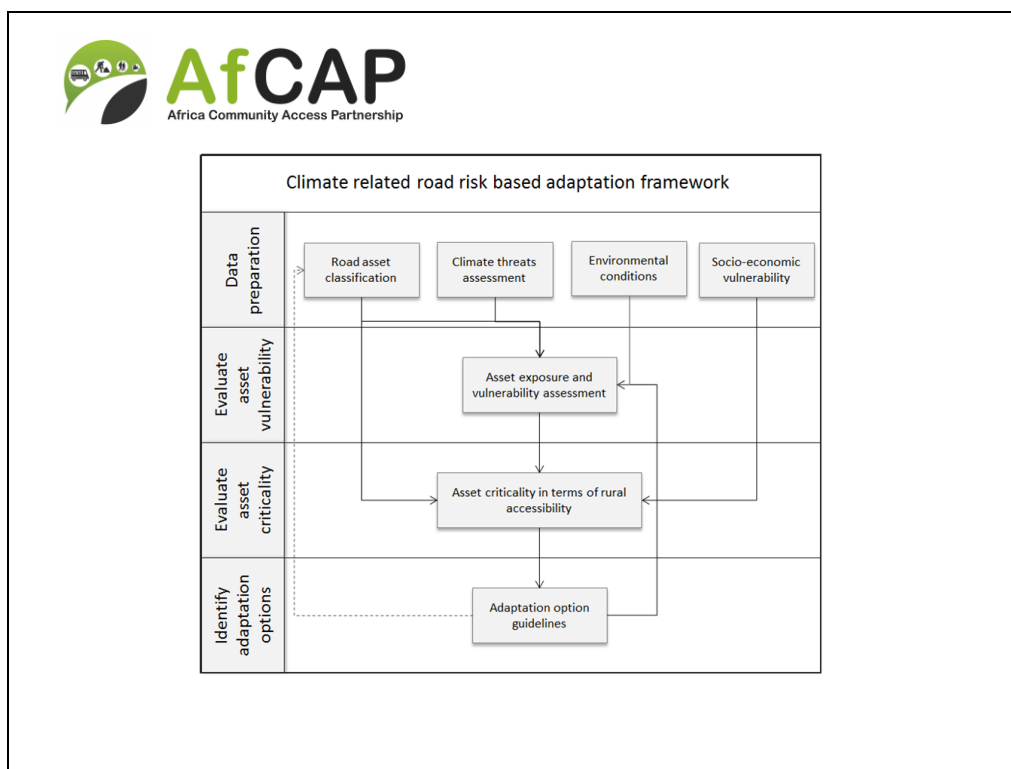 AfCAP
Africa Community Access Partnership
Climate related road risk based adaptation framework
Data
preparation
Road asset
classification
Climate threats
assessment
Environmental
conditions
Socio-economic
vulnerability
Evaluate
asset
vulnerability
Asset exposure and
vulnerability assessment
Evaluate
asset
criticality
Asset criticality in terms of rural
accessibility
Identify
adaptation
options
Adaptation option
guidelines